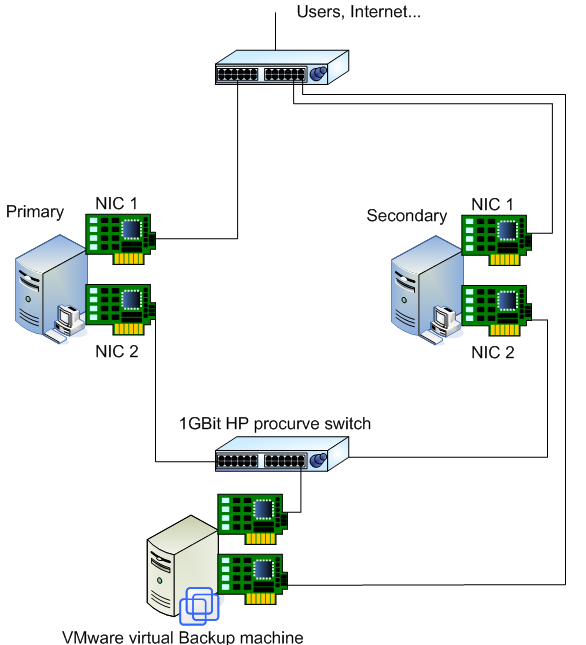 Users, Internet...
Primary
NIC 1
Secondary
NIC 1
NIC 2
NIC 2
1GBit HP procurve switch
VMware virtual Backup machine